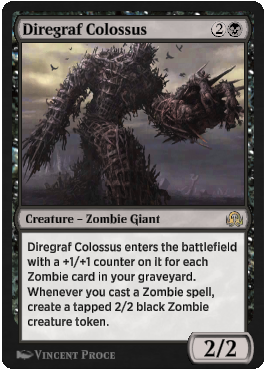 Diregraf Colossus 2
Creature – Zombie Giant
Diregraf Colossus enters the battlefield
with a +1/+1 counter on it for each
Zombie card in your graveyard.
Whenever you cast a Zombie spell,
create a tapped 2/2 black Zombie
creature token.
2/2
Vincent Proce